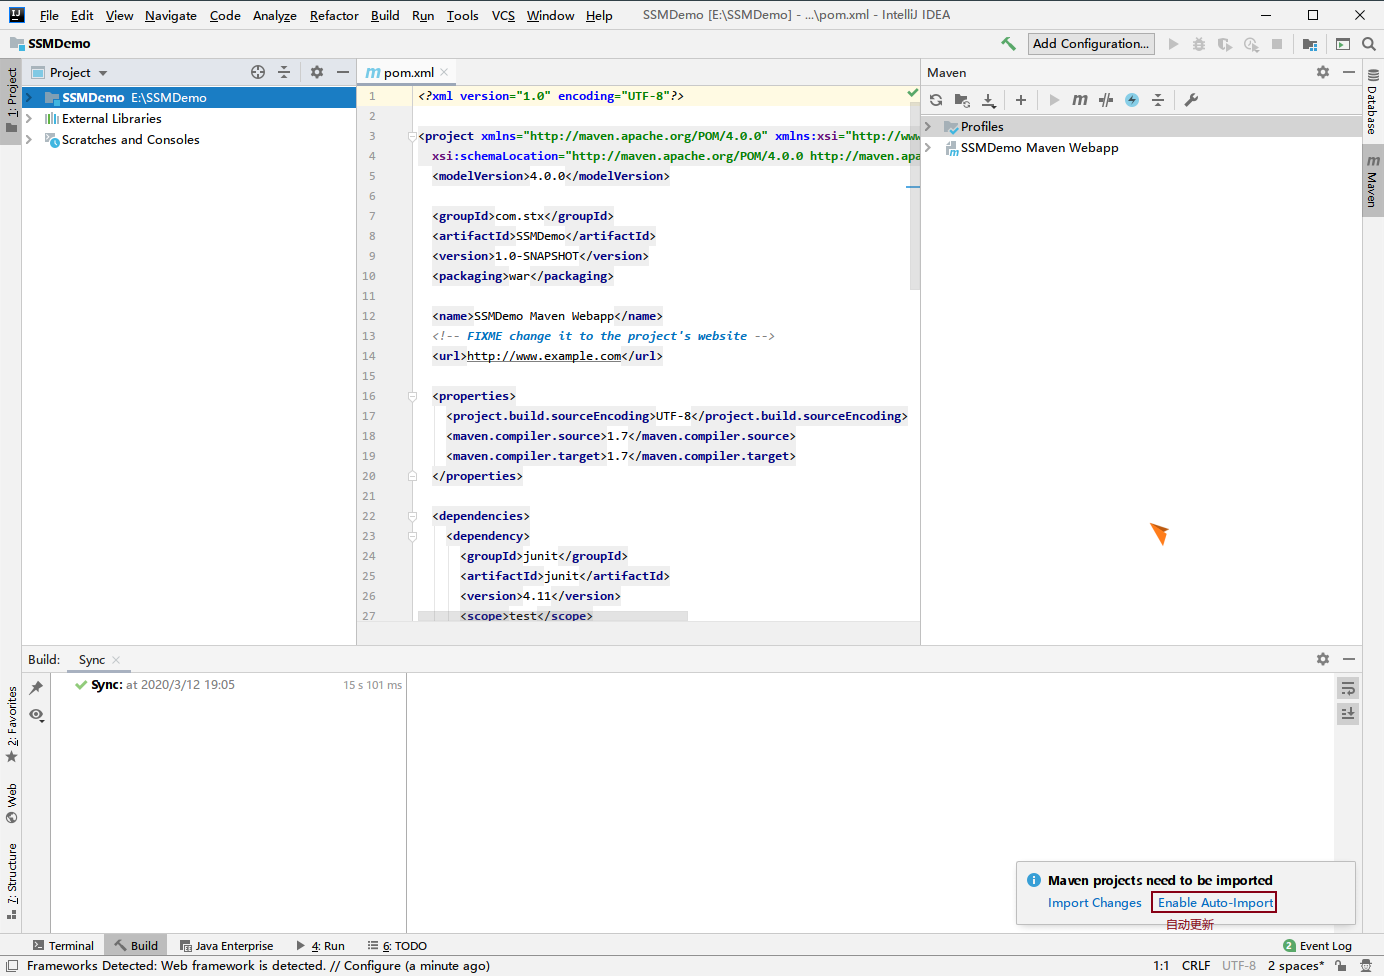 File Edit View Navigate Code Analyze Refactor Build Run Tools VCS Window Help SSMDemo [E:\SSMDemo] - ...\pom.xml - IntelliJ IDEA
SSMDemo
Add Configuration...
1: Project
Project
pom.xml
Maven
SSMDemo E:\SSMDemo
External Libraries
Scratches and Consoles
1 <?xml version="1.0" encoding="UTF-8"?>
2
3 <project xmlns="http://maven.apache.org/POM/4.0.0" xmlns:xsi="http://www
4 xsi:schemaLocation="http://maven.apache.org/POM/4.0.0 http://maven.apa
5 <modelVersion>4.0.0</modelVersion>
6
7 <groupId>com.stx</groupId>
8 <artifactId>SSMDemo</artifactId>
9 <version>1.0-SNAPSHOT</version>
10 <packaging>war</packaging>
11
12 <name>SSMDemo Maven Webapp</name>
13 <!-- FIXME change it to the project's website -->
14 <url>http://www.example.com</url>
15
16 <properties>
17 <project.build.sourceEncoding>UTF-8</project.build.sourceEncoding>
18 <maven.compiler.source>1.7</maven.compiler.source>
19 <maven.compiler.target>1.7</maven.compiler.target>
20 </properties>
21
22 <dependencies>
23 <dependency>
24 <groupId>junit</groupId>
25 <artifactId>junit</artifactId>
26 <version>4.11</version>
27 <scope>test</scope>
Profiles
SSMDemo Maven Webapp
Database
Maven
Build: Sync
Sync: at 2020/3/12 19:05 15 s 101 ms
2: Favorites
Web
7: Structure
Maven projects need to be imported
Import Changes Enable Auto-Import
自动更新
Terminal Build Java Enterprise 4: Run 6: TODO 2 Event Log
Frameworks Detected: Web framework is detected. // Configure (a minute ago) 1:1 CRLF UTF-8 2 spaces*